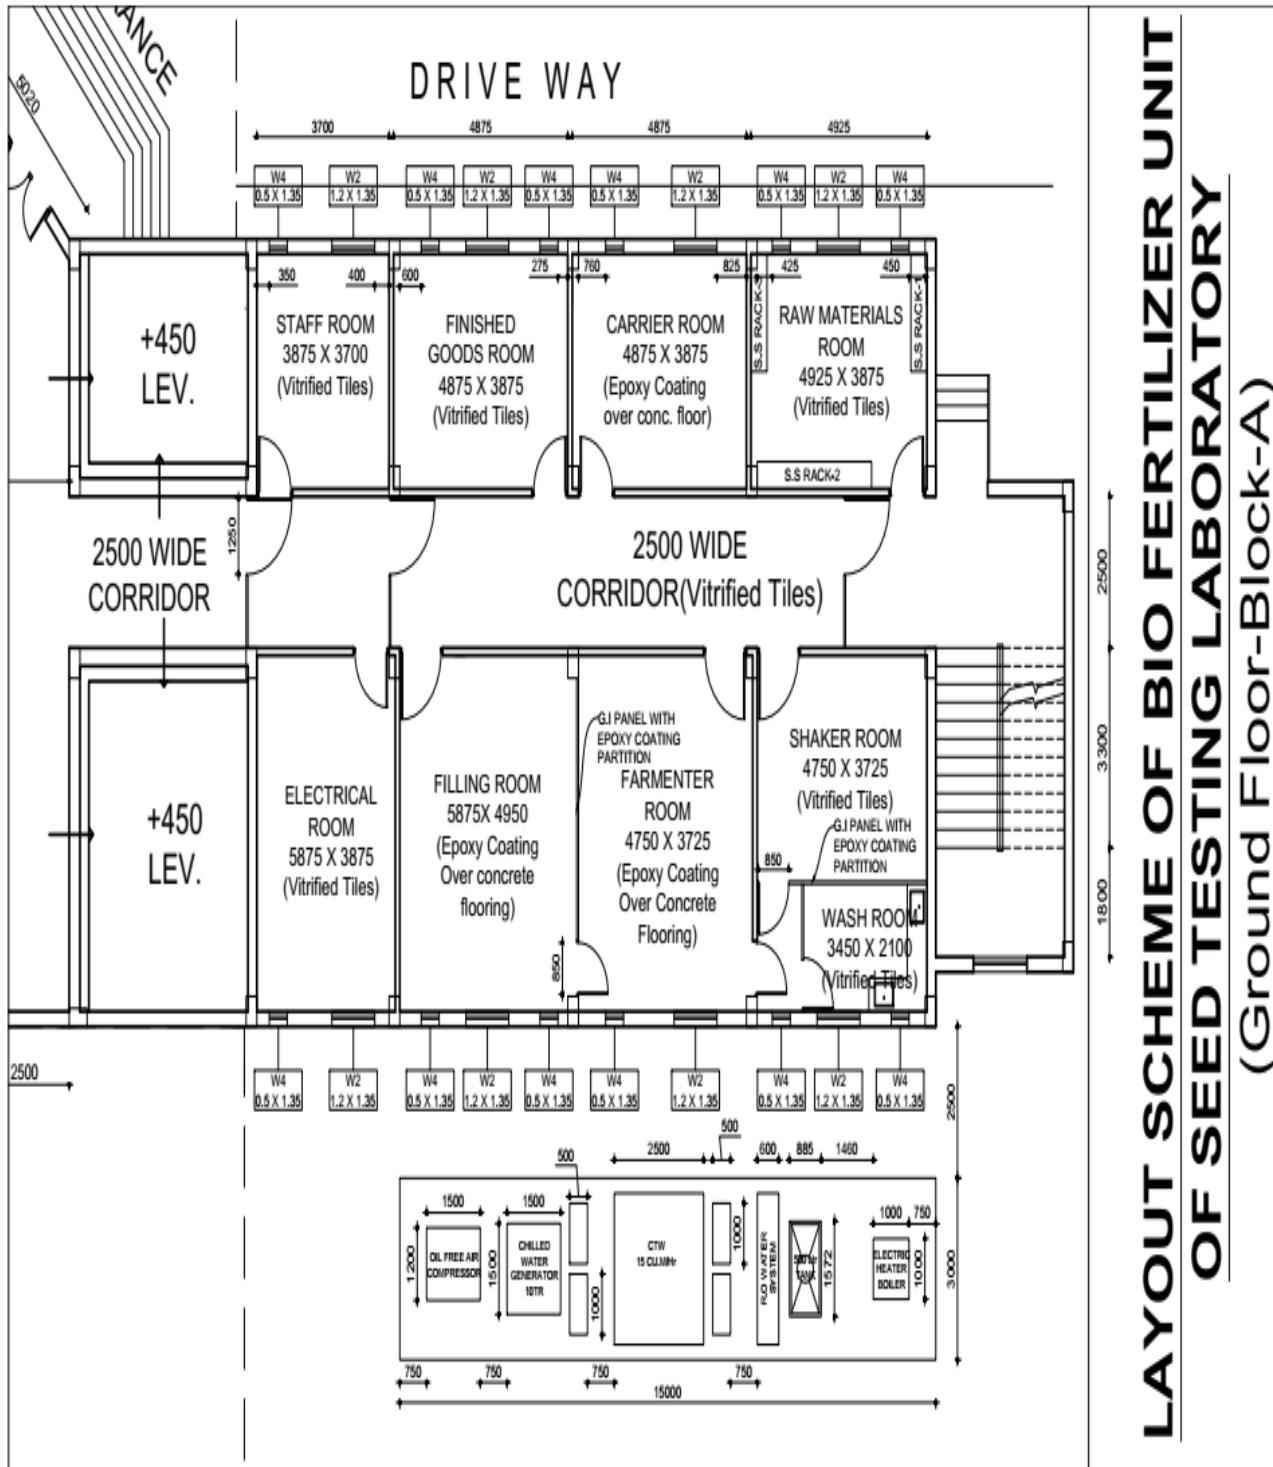 ANCE
5020
DRIVE WAY
3700
4875
4875
4925
W4
0.5 X 1.35
W2
1.2 X 1.35
W4
0.5 X 1.35
W2
1.2 X 1.35
W4
0.5 X 1.35
W4
0.5 X 1.35
W2
1.2 X 1.35
W4
0.5 X 1.35
W2
1.2 X 1.35
W4
0.5 X 1.35
350
400
600
275
760
825
425
450
+450
LEV.
STAFF ROOM
3875 X 3700
(Vitrified Tiles)
FINISHED
GOODS ROOM
4875 X 3875
(Vitrified Tiles)
CARRIER ROOM
4875 X 3875
(Epoxy Coating
over conc. floor)
S.S RACK-3
RAW MATERIALS
ROOM
4925 X 3875
(Vitrified Tiles)
S.S RACK-1
S.S RACK-2
1250
2500 WIDE
CORRIDOR
2500 WIDE
CORRIDOR(Vitrified Tiles)
2500
3300
1800
+450
LEV.
ELECTRICAL
ROOM
5875 X 3875
(Vitrified Tiles)
FILLING ROOM
5875X 4950
(Epoxy Coating
Over concrete
flooring)
G.I PANEL WITH
EPOXY COATING
PARTITION
FARMENTER
ROOM
4750 X 3725
(Epoxy Coating
Over Concrete
Flooring)
SHAKER ROOM
4750 X 3725
(Vitrified Tiles)
G.I PANEL WITH
EPOXY COATING
PARTITION
850
850
WASH ROOM
3450 X 2100
(Vitrified Tiles)
2500
W4
0.5 X 1.35
W2
1.2 X 1.35
W4
0.5 X 1.35
W2
1.2 X 1.35
W4
0.5 X 1.35
W4
0.5 X 1.35
W2
1.2 X 1.35
W4
0.5 X 1.35
W2
1.2 X 1.35
W4
0.5 X 1.35
2500
500
2500
500
600
885
1460
1500
1500
1000
750
1200
OIL FREE AIR
COMPRESSOR
1500
CHILLED
WATER
GENERATOR
10TR
1000
CTW
15 CU.M/Hr
1000
R.O WATER
SYSTEM
TANK
1572
ELECTRIC
HEATER
BOILER
1000
3000
750
750
750
750
15000
LAYOUT SCHEME OF BIO FERTILIZER UNIT
OF SEED TESTING LABORATORY
(Ground Floor-Block-A)